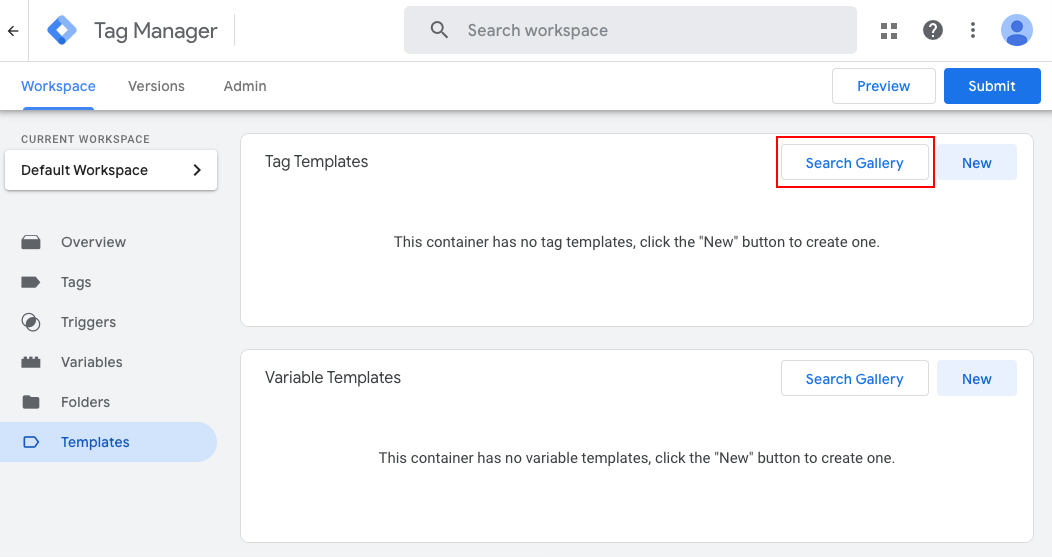 Tag Manager
Search workspace
Workspace
Versions
Admin
Preview
Submit
CURRENT WORKSPACE
Default Workspace
Overview
Tags
Triggers
Variables
Folders
Templates
Tag Templates
Search Gallery
New
This container has no tag templates, click the "New" button to create one.
Variable Templates
Search Gallery
New
This container has no variable templates, click the "New" button to create one.